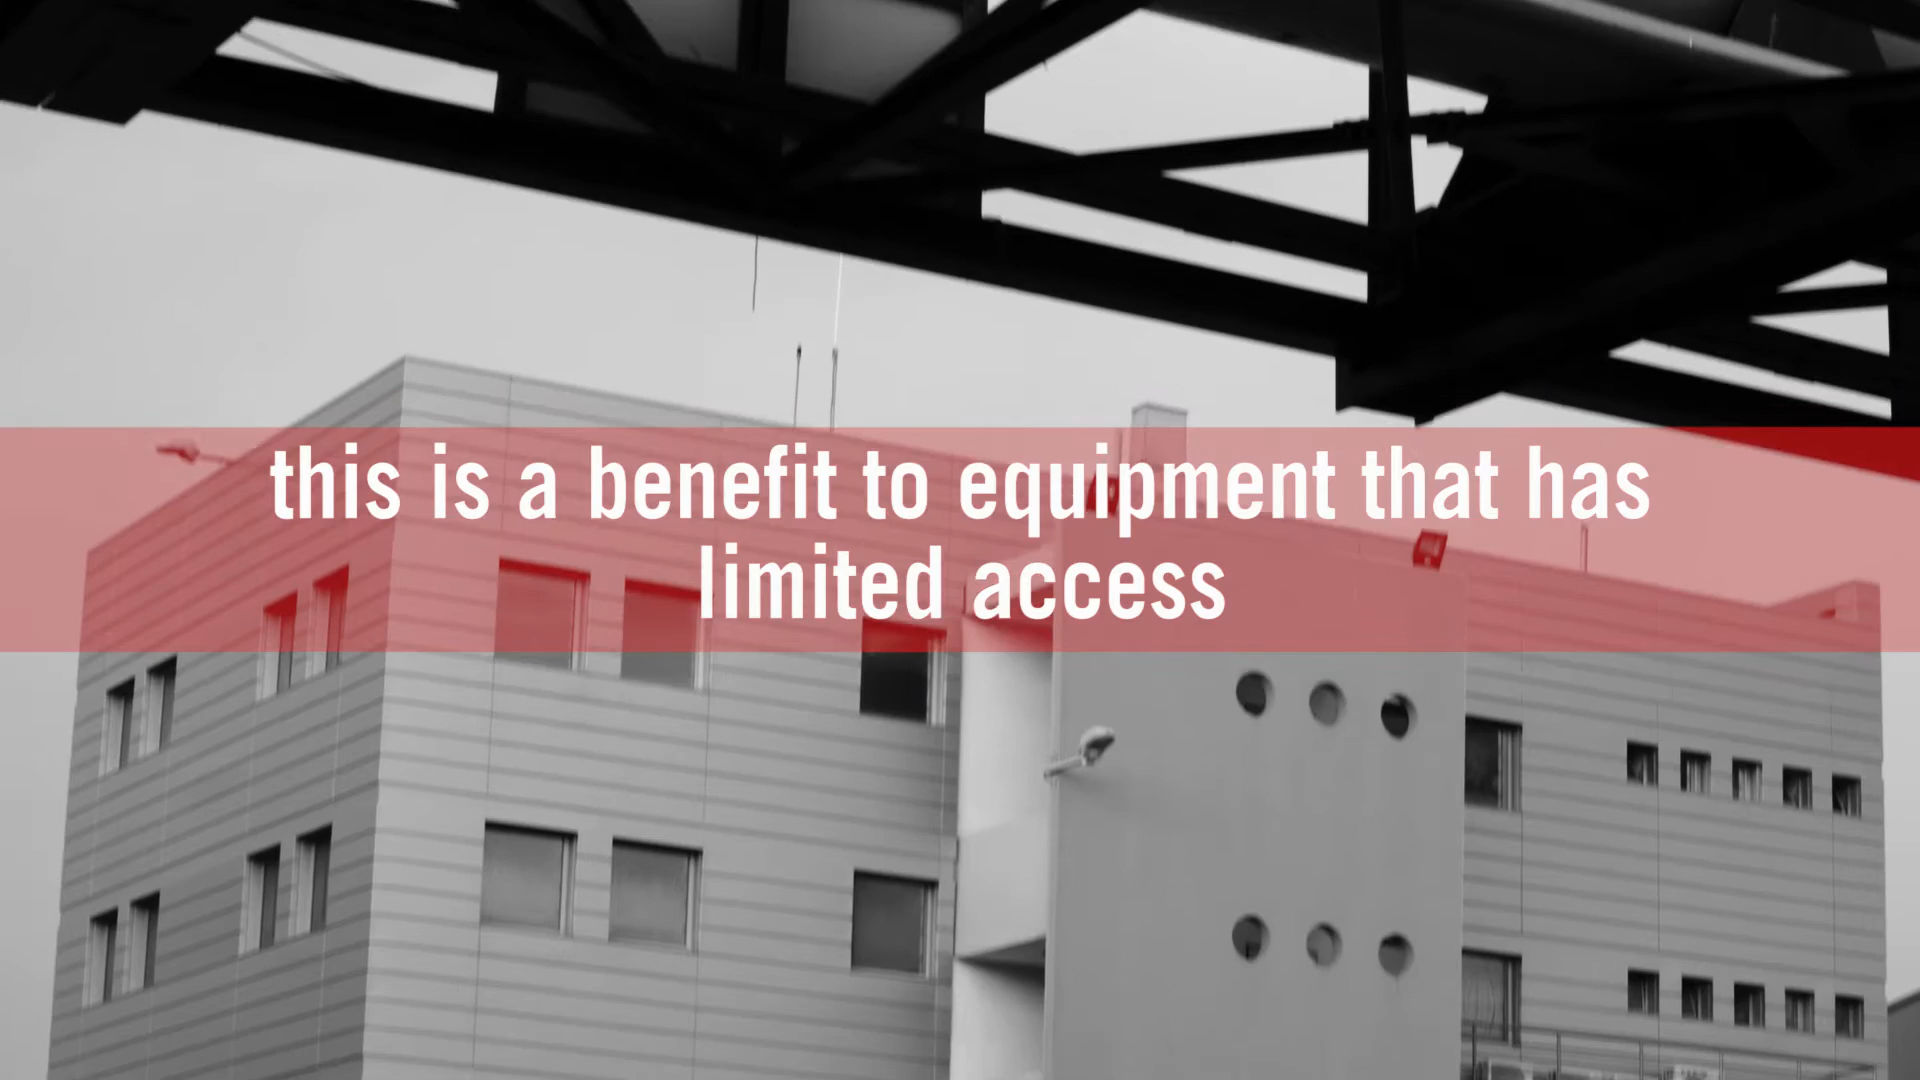 this is a benefit to equipment that has
limited access